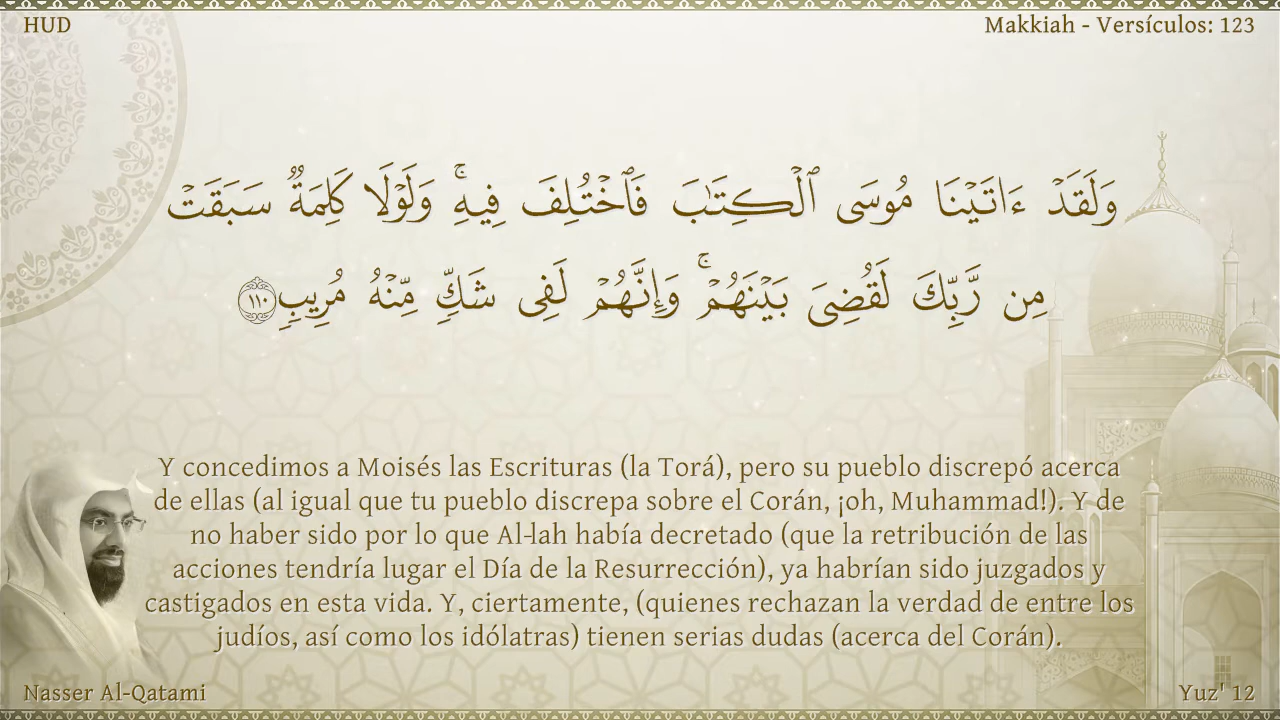 HUD
Makkiah - Versículos: 123
وَلَقَدْ ءَاتَيْنَا مُوسَى ٱلْكِتَٰبَ فَٱخْتُلِفَ فِيهِ ۚ وَلَوْلَا كَلِمَةٌ سَبَقَتْ
مِن رَّبِّكَ لَقُضِىَ بَيْنَهُمْ ۚ وَإِنَّهُمْ لَفِى شَكٍّ مِّنْهُ مُرِيبٍ ١١٠
Y concedimos a Moisés las Escrituras (la Torá), pero su pueblo discrepó acerca
de ellas (al igual que tu pueblo discrepa sobre el Corán, ¡oh, Muhammad!). Y de
no haber sido por lo que Al-lah había decretado (que la retribución de las
acciones tendría lugar el Día de la Resurrección), ya habrían sido juzgados y
castigados en esta vida. Y, ciertamente, (quienes rechazan la verdad de entre los
judíos, así como los idólatras) tienen serias dudas (acerca del Corán).
Nasser Al-Qatami
Yuz' 12